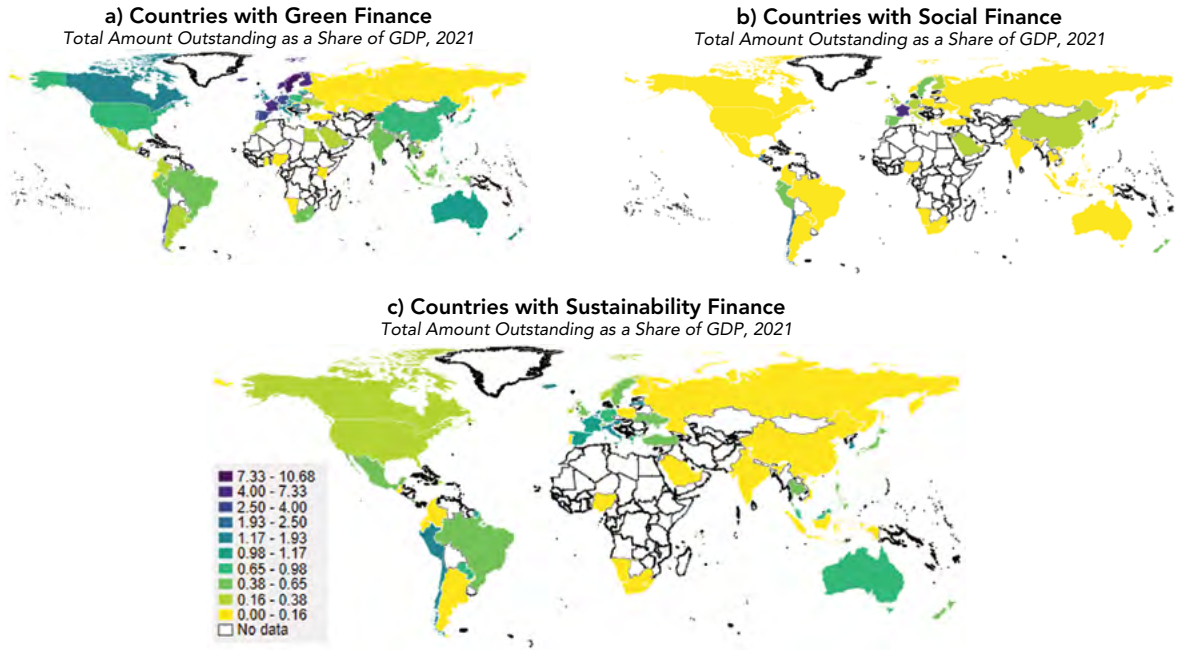 a) Countries with Green Finance
Total Amount Outstanding as a Share of GDP, 2021
b) Countries with Social Finance
Total Amount Outstanding as a Share of GDP, 2021
c) Countries with Sustainability Finance
Total Amount Outstanding as a Share of GDP, 2021
7.33 - 10.68
4.00 - 7.33
2.50 - 4.00
1.93 - 2.50
1.17 - 1.93
0.98 - 1.17
0.65 - 0.98
0.38 - 0.65
0.16 - 0.38
0.00 - 0.16
No data